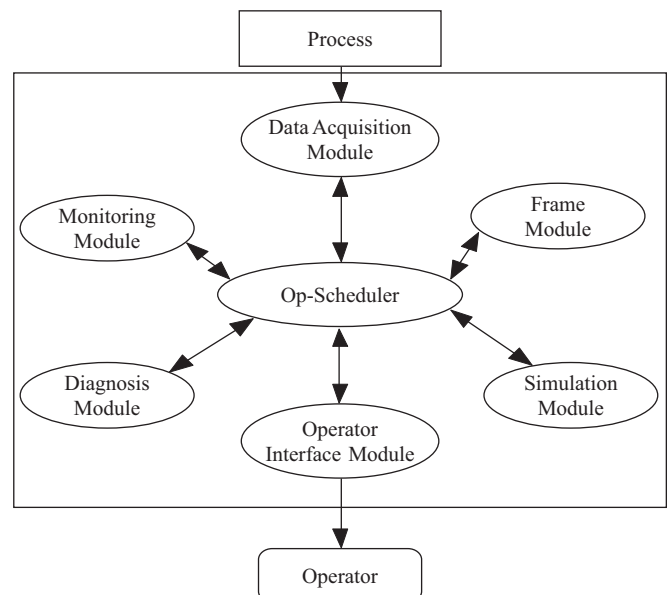 Process
Data Acquisition
Module
Monitoring
Module
Frame
Module
Op-Scheduler
Diagnosis
Module
Simulation
Module
Operator
Interface Module
Operator